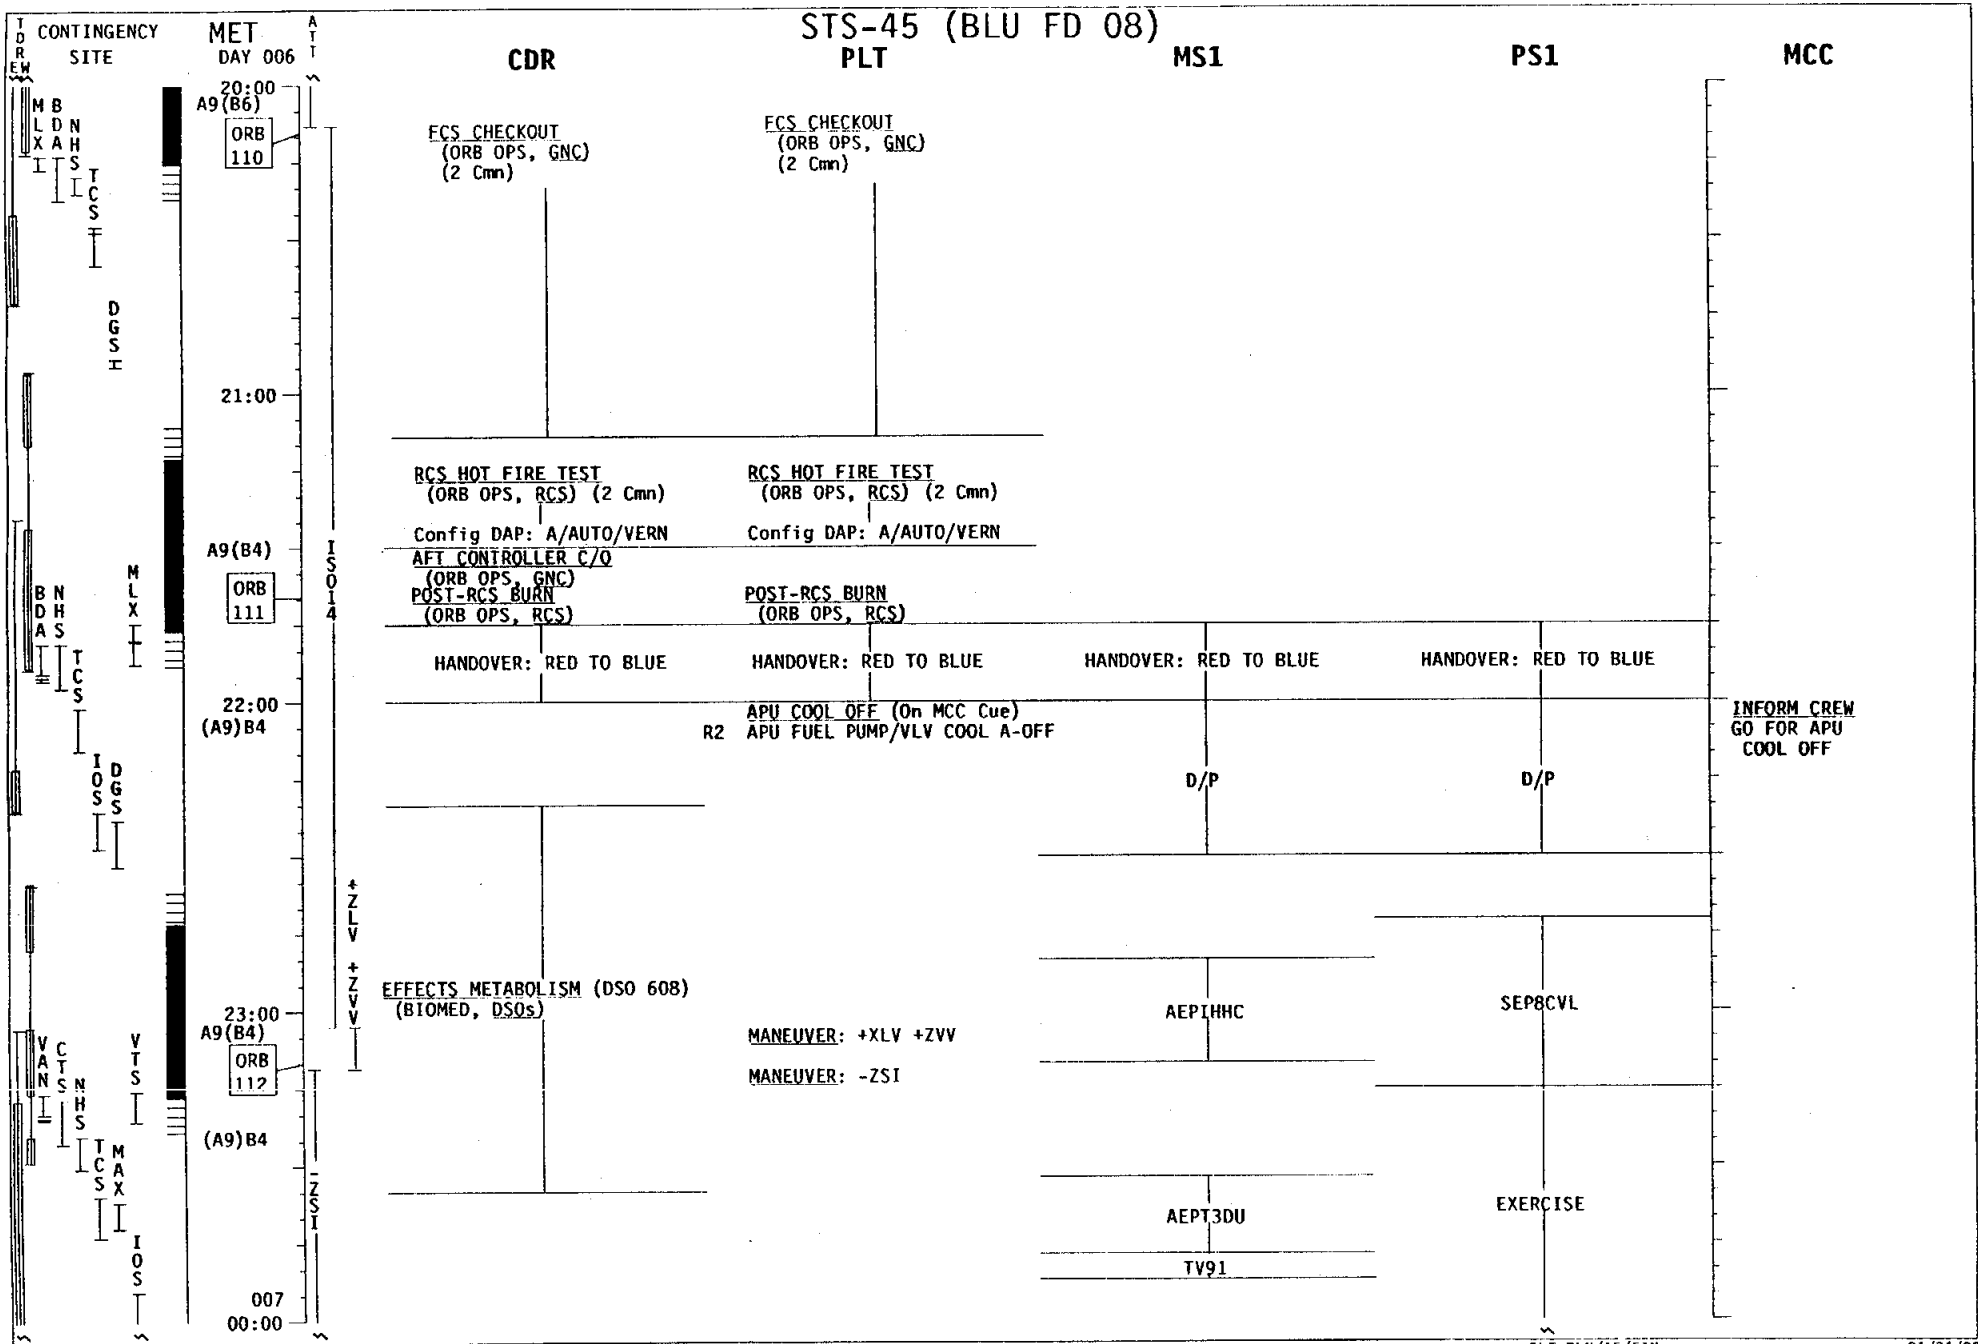 STS-45 (BLU FD 08)
TDRS
E W
CONTINGENCY
SITE
MET
DAY 006
ATT
CDR
PLT
MS1
PS1
MCC
20:00
A9(B6)
ORB
110
MLX
BDA
NHS
TCS
DGS
FCS CHECKOUT
(ORB OPS, GNC)
(2 Cmn)
FCS CHECKOUT
(ORB OPS, GNC)
(2 Cmn)
21:00
RCS HOT FIRE TEST
(ORB OPS, RCS) (2 Cmn)
Config DAP: A/AUTO/VERN
RCS HOT FIRE TEST
(ORB OPS, RCS) (2 Cmn)
Config DAP: A/AUTO/VERN
A9(B4)
ORB
111
ISOI4
BDA
NHS
TCS
MLX
AFT CONTROLLER C/O
(ORB OPS, GNC)
POST-RCS BURN
(ORB OPS, RCS)
POST-RCS BURN
(ORB OPS, RCS)
HANDOVER: RED TO BLUE
HANDOVER: RED TO BLUE
HANDOVER: RED TO BLUE
HANDOVER: RED TO BLUE
22:00
(A9)B4
APU COOL OFF (On MCC Cue)
R2 APU FUEL PUMP/VLV COOL A-OFF
INFORM CREW
GO FOR APU
COOL OFF
IOS
DGS
D/P
D/P
+ZLV +ZVV
EFFECTS METABOLISM (DSO 608)
(BIOMED, DSOs)
23:00
A9(B4)
ORB
112
AEPIHHC
SEP8CVL
VAN
CTS
NHS
VTS
MANEUVER: +XLV +ZVV
MANEUVER: -ZSI
(A9)B4
TCS
MAX
IOS
-ZSI
AEPT3DU
EXERCISE
TV91
007
00:00